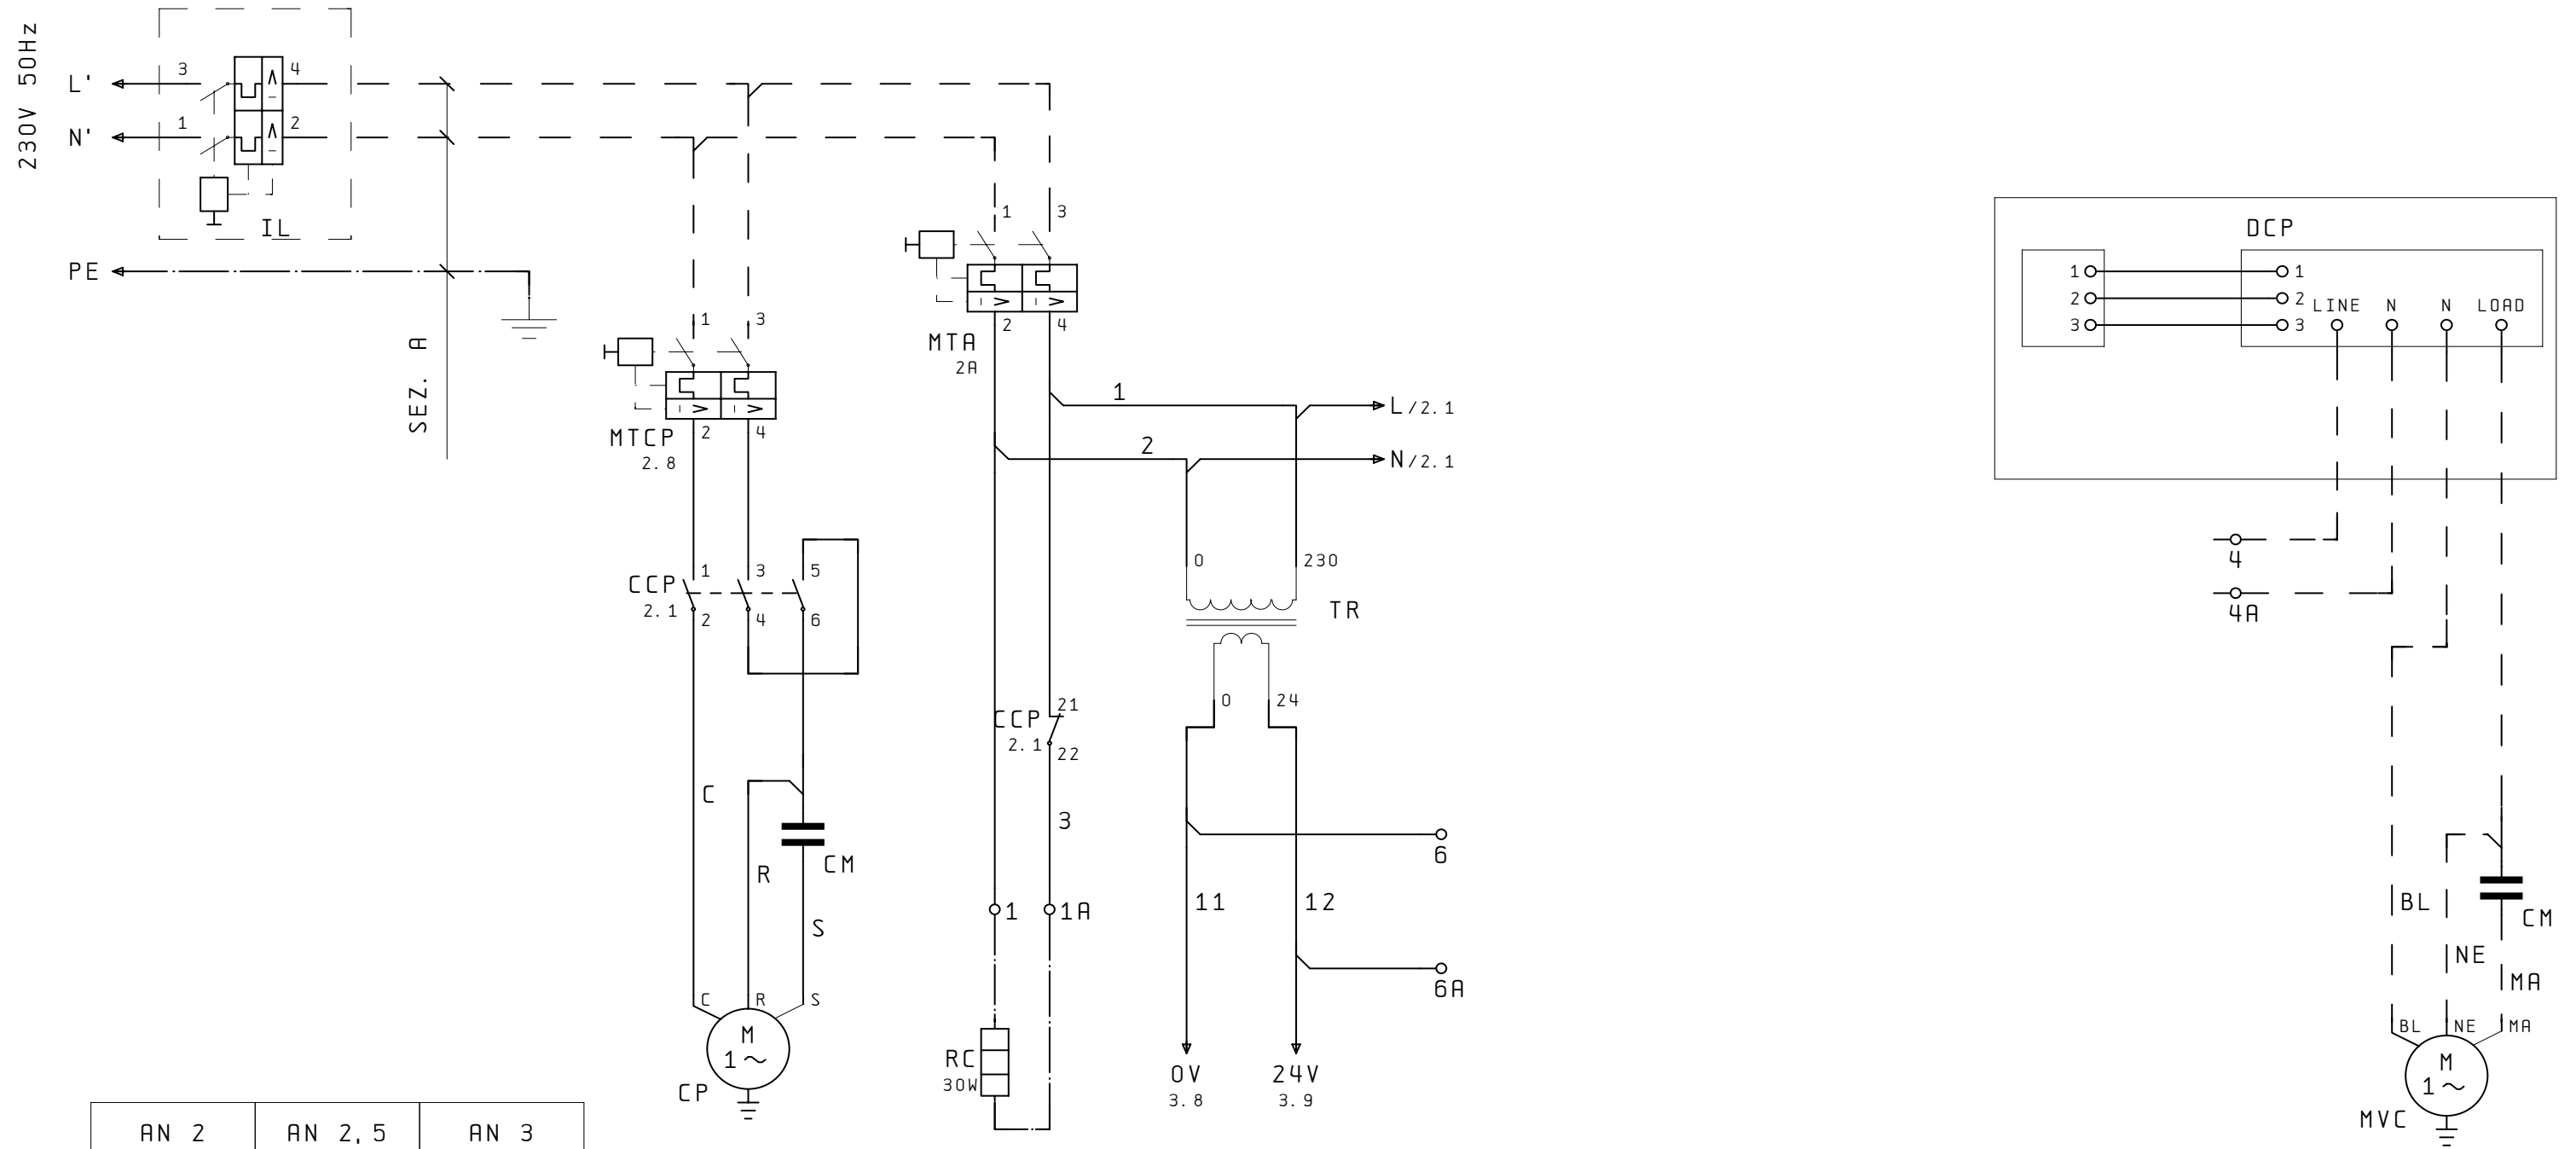 230V 50Hz
L'
3
4
N'
1
2
IL
PE
SEZ. A
1
3
MTCP
2.8
2
4
CCP
2.1
1
3
5
2
4
6
C
R
CM
S
C
R
S
M
1~
CP
1
3
MTA
2A
2
4
1
L/2.1
2
N/2.1
0
230
TR
0
24
CCP
2.1
21
22
3
1
1A
RC
30W
6
11
12
6A
0V
3.8
24V
3.9
DCP
1
1
2
2
3
3
LINE
N
N
LOAD
4
4A
BL
CM
NE
MA
BL
NE
MA
M
1~
MVC
AN 2
AN 2,5
AN 3